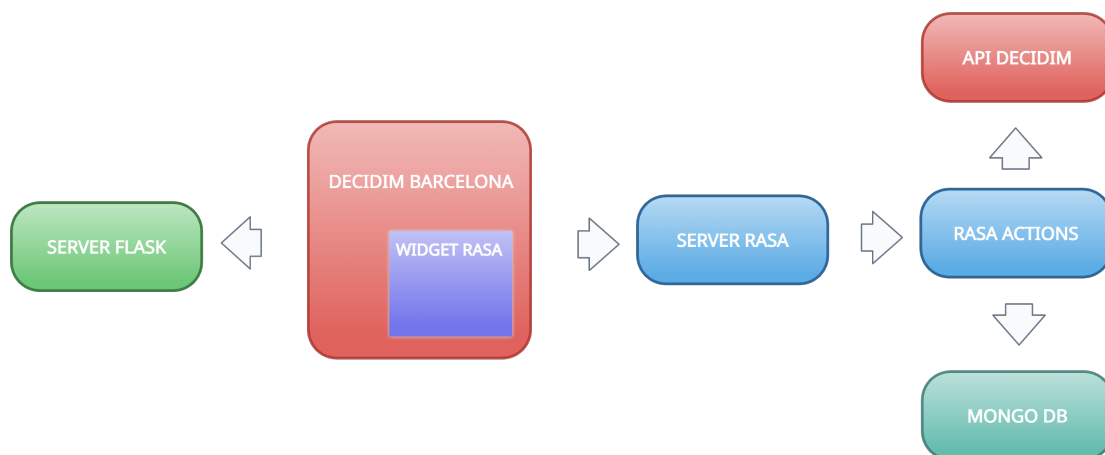 API DECIDIM
DECIDIM BARCELONA
SERVER FLASK
WIDGET RASA
SERVER RASA
RASA ACTIONS
MONGO DB